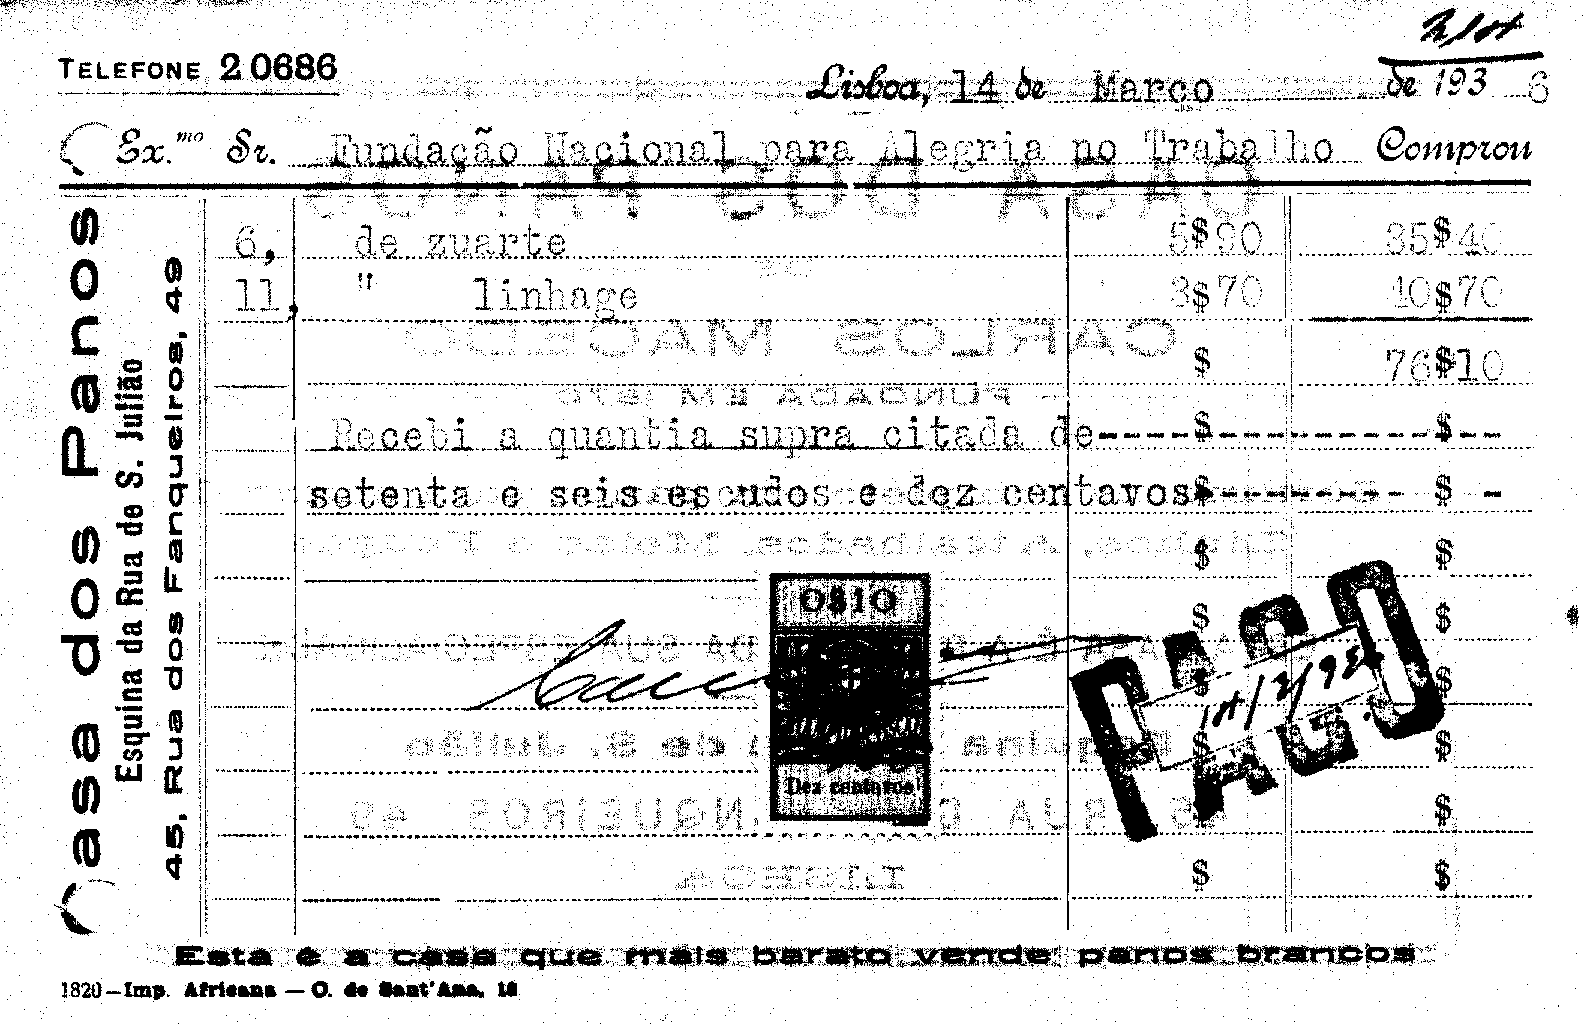 TELEFONE 20686
Lisboa, 14 de Março de 193 6
Ex.mo Sr. Fundação Nacional para Alegria no Trabalho Comprou
Casa dos Panos
Esquina da Rua de S. Julião
45, Rua dos Fanqueiros, 49
6, de zuarte 5$90 35$40
11, " linhage 3$70 40$70
$ 76$10
Recebi a quantia supra citada de---------$---------$---
setenta e seis escudos e dez centavos$---------- $ -
$ $
$
0$10
PAGO
$
$
Dez centavos
$
$ $
Esta é a casa que mais barato vende panos brancos
1820—Imp. Africana — C. de Sant'Ana, 18